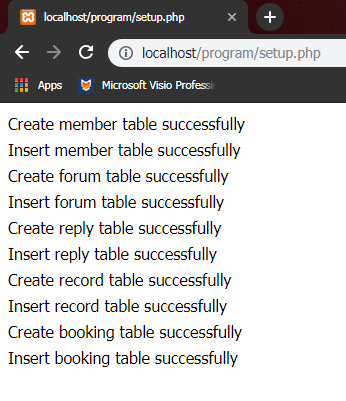 localhost/program/setup.php
localhost/program/setup.php
Apps
Microsoft Visio Professi
Create member table successfully
Insert member table successfully
Create forum table successfully
Insert forum table successfully
Create reply table successfully
Insert reply table successfully
Create record table successfully
Insert record table successfully
Create booking table successfully
Insert booking table successfully